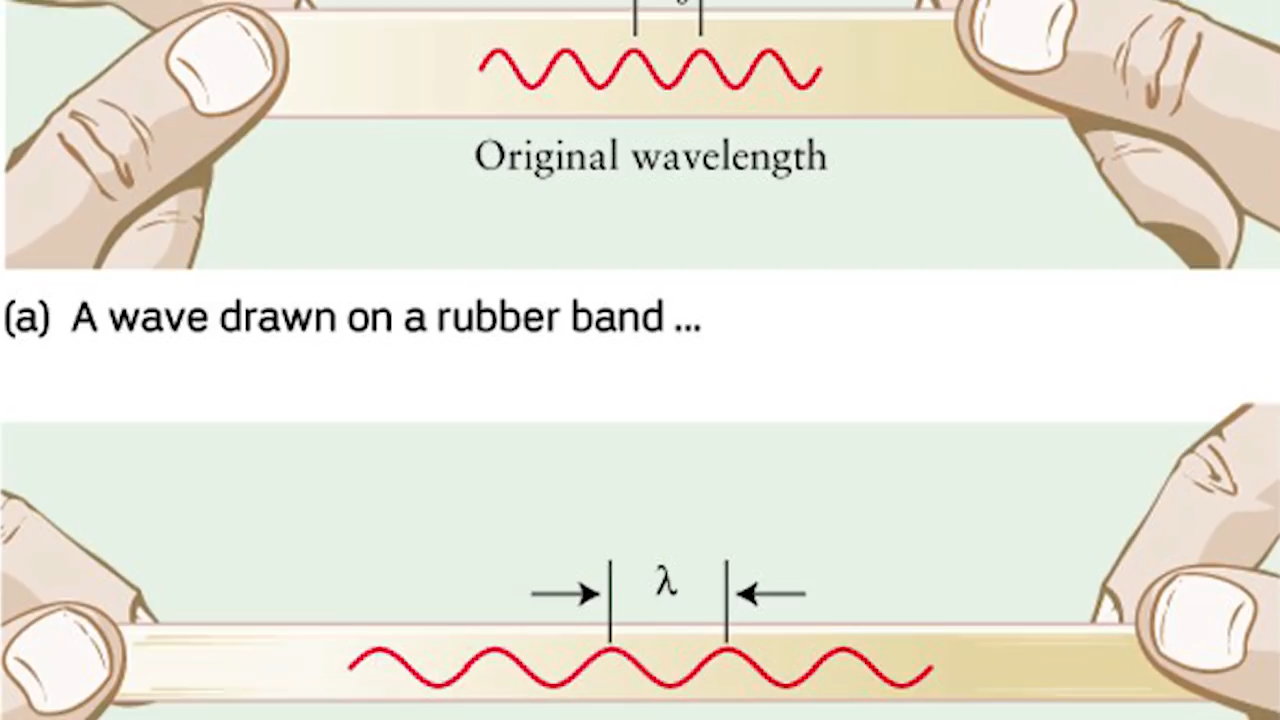 Original wavelength
(a) A wave drawn on a rubber band ...
λ